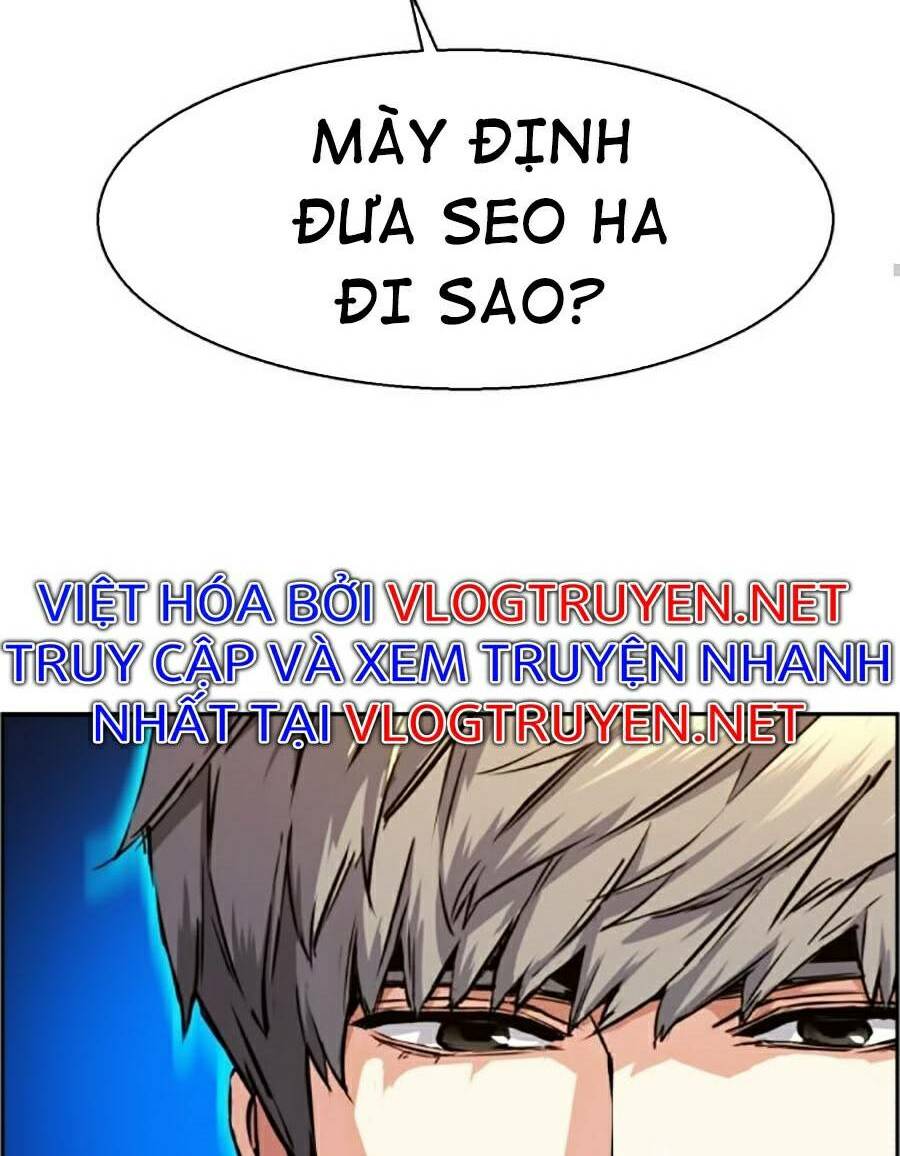 MÀY ĐỊNH
ĐƯA SEO HA
ĐI SAO?
VIỆT HÓA BỞI VLOGTRUYEN.NET
TRUY CẬP VÀ XEM TRUYỆN NHANH
NHẤT TẠI VLOGTRUYEN.NET